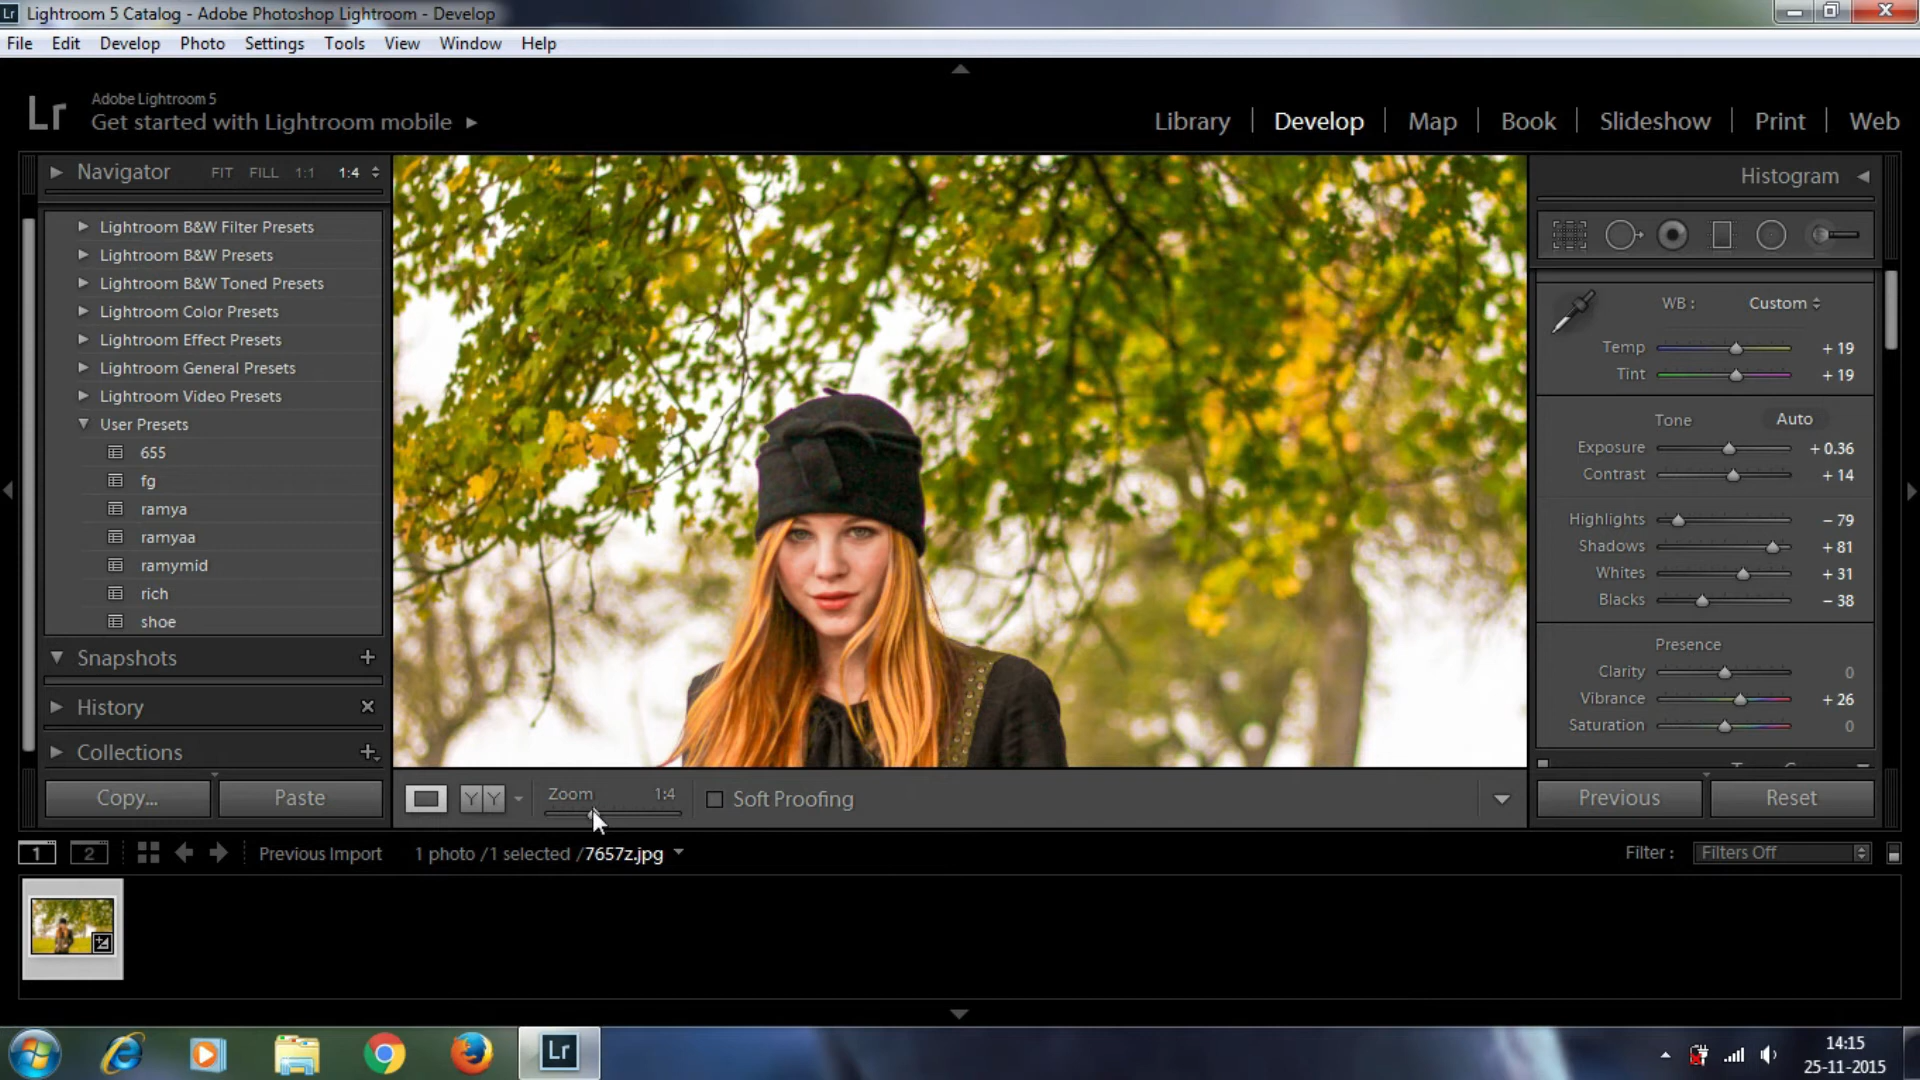 Lr Lightroom 5 Catalog - Adobe Photoshop Lightroom - Develop
File Edit Develop Photo Settings Tools View Window Help
Lr
Adobe Lightroom 5
Get started with Lightroom mobile
Library Develop Map Book Slideshow Print Web
Navigator FIT FILL 1:1 1:4
Lightroom B&W Filter Presets
Lightroom B&W Presets
Lightroom B&W Toned Presets
Lightroom Color Presets
Lightroom Effect Presets
Lightroom General Presets
Lightroom Video Presets
User Presets
655
fg
ramya
ramyaa
ramymid
rich
shoe
Snapshots +
History ×
Collections +
Copy... Paste
Histogram
WB : Custom
Temp + 19
Tint + 19
Tone Auto
Exposure + 0.36
Contrast + 14
Highlights – 79
Shadows + 81
Whites + 31
Blacks – 38
Presence
Clarity 0
Vibrance + 26
Saturation 0
Previous Reset
Y Y Zoom 1:4 Soft Proofing
1 2 Previous Import 1 photo /1 selected /7657z.jpg
Filter : Filters Off
Lr
14:15
25-11-2015